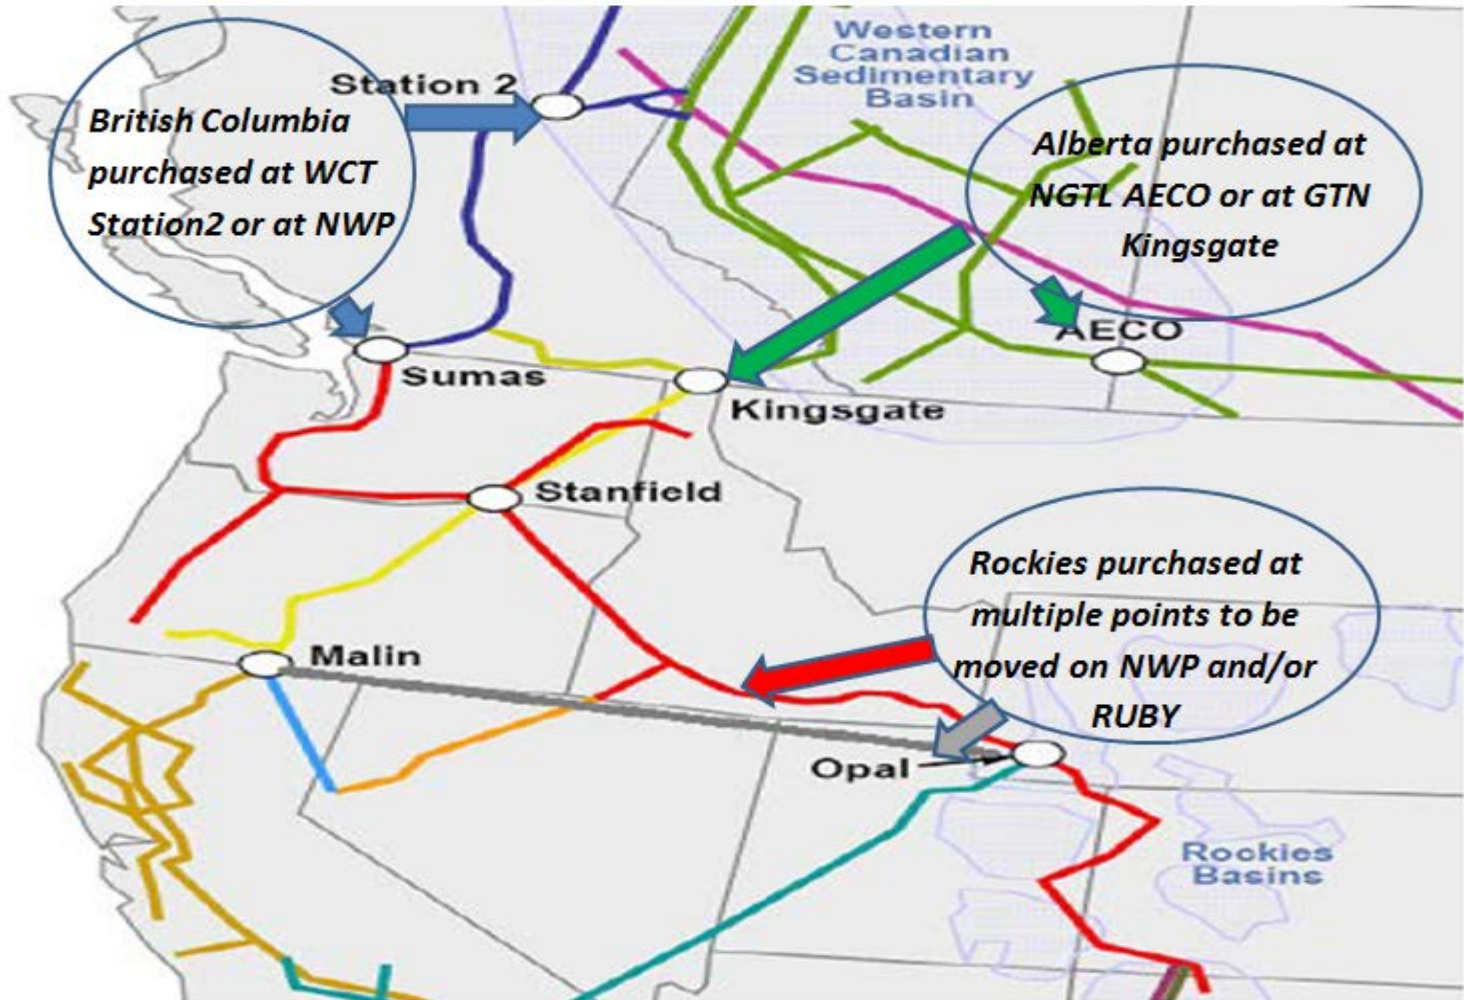 Western
Canadian
Sedimentary
Basin
Station 2
British Columbia
purchased at WCT
Station2 or at NWP
Alberta purchased at
NGTL AECO or at GTN
Kingsgate
AECO
Sumas
Kingsgate
Stanfield
Rockies purchased at
multiple points to be
moved on NWP and/or
RUBY
Malin
Opal
Rockies
Basins